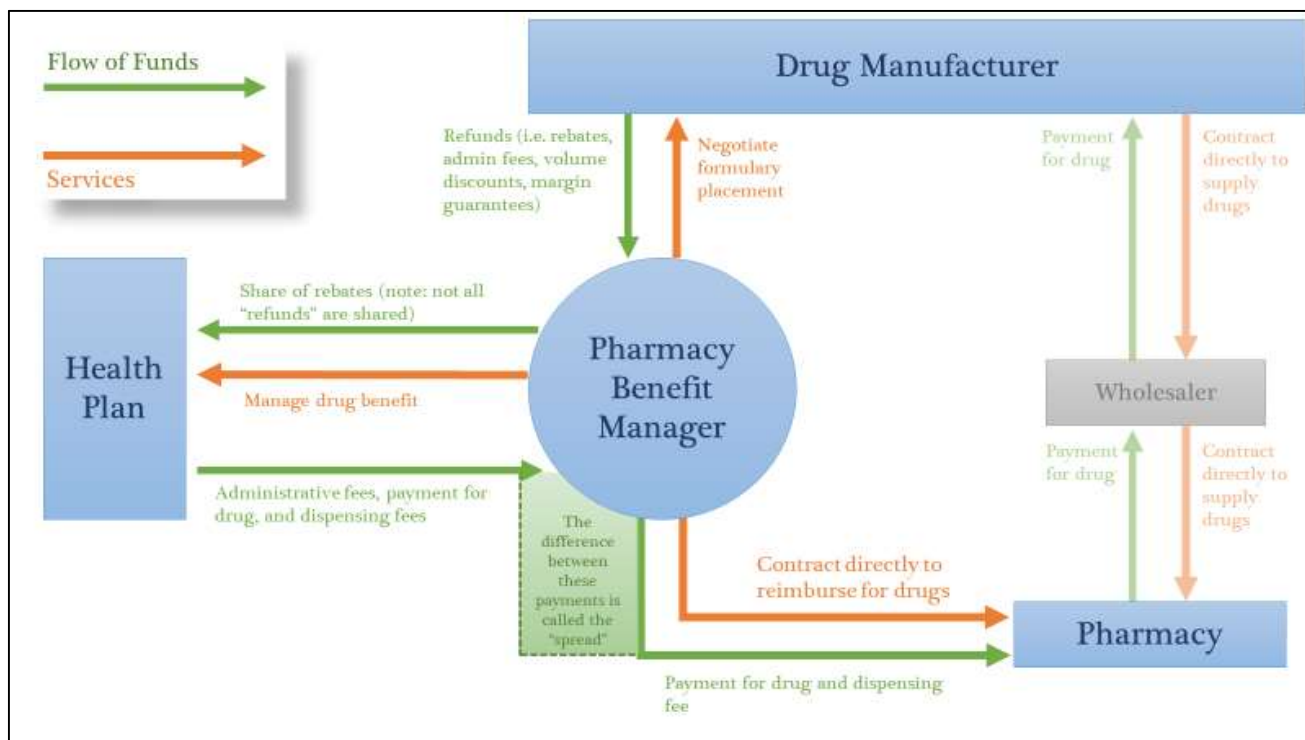 Flow of Funds
Services
Drug Manufacturer
Refunds (i.e. rebates,
admin fees, volume
discounts, margin
guarantees)
Negotiate
formulary
placement
Payment
for drug
Contract
directly to
supply
drugs
Health
Plan
Share of rebates (note: not all
“refunds” are shared)
Manage drug benefit
Administrative fees, payment for
drug, and dispensing fees
Pharmacy
Benefit
Manager
Wholesaler
Payment
for drug
Contract
directly to
supply
drugs
The
difference
between
these
payments is
called the
“spread”
Contract directly to
reimburse for drugs
Pharmacy
Payment for drug and dispensing
fee